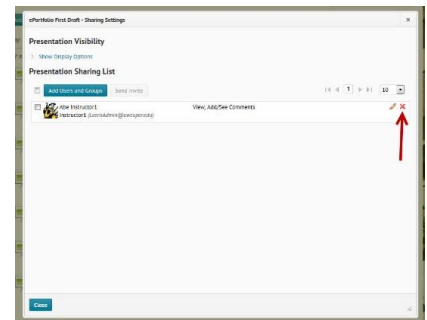 ePortfolio First Draft - Sharing Settings
Presentation Visibility
Show Display Options
Presentation Sharing List
Add Users and Groups Send Invite 1 10
Abe Instructor1 View, Add/See Comments
Instructor1
Close